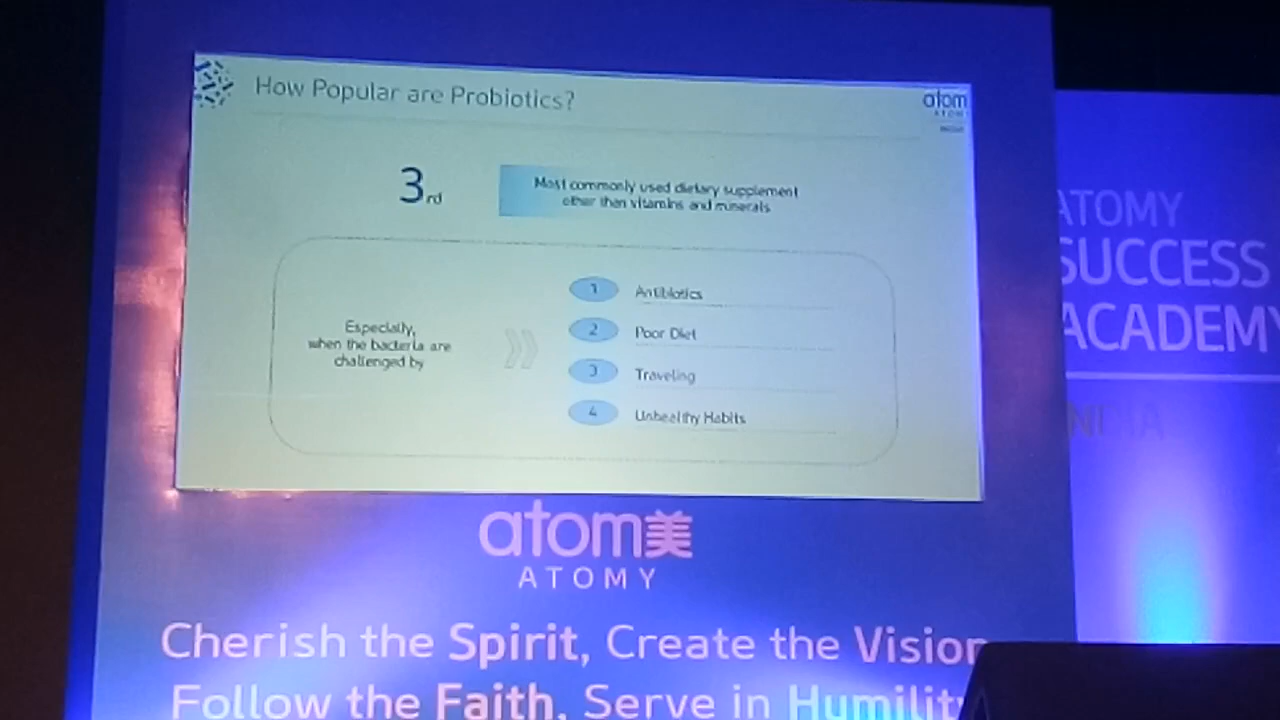 How Popular are Probiotics?
atom
ATOM
3rd
Most commonly used dietary supplement
other than vitamins and minerals
Especially,
when the bacteria are
challenged by
1 Antibiotics
2 Poor Diet
3 Traveling
4 Unhealthy Habits
atom美
ATOMY
Cherish the Spirit, Create the Vision
Follow the Faith, Serve in Humility
ATOMY
SUCCESS
ACADEMY